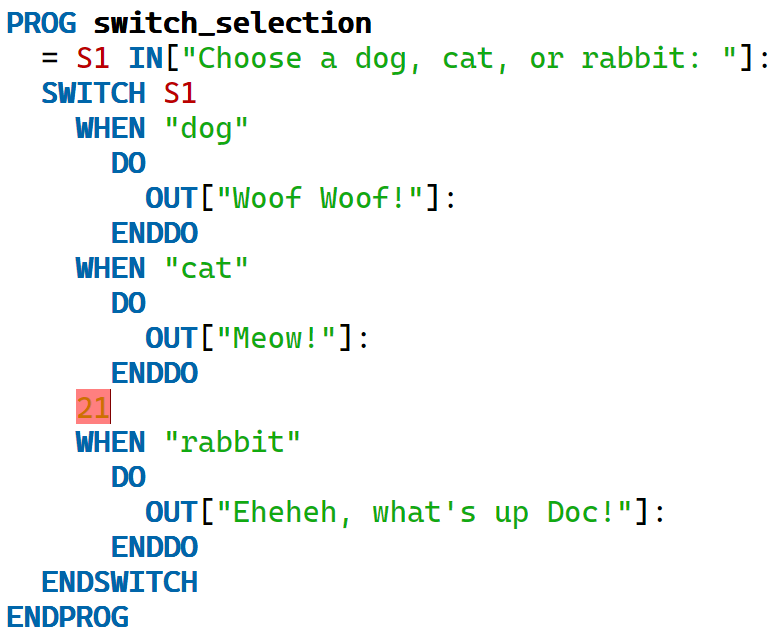 PROG switch_selection
= S1 IN["Choose a dog, cat, or rabbit: "]:
SWITCH S1
WHEN "dog"
DO
OUT["Woof Woof!"]:
ENDDO
WHEN "cat"
DO
OUT["Meow!"]:
ENDDO
21
WHEN "rabbit"
DO
OUT["Eheheh, what's up Doc!"]:
ENDDO
ENDSWITCH
ENDPROG